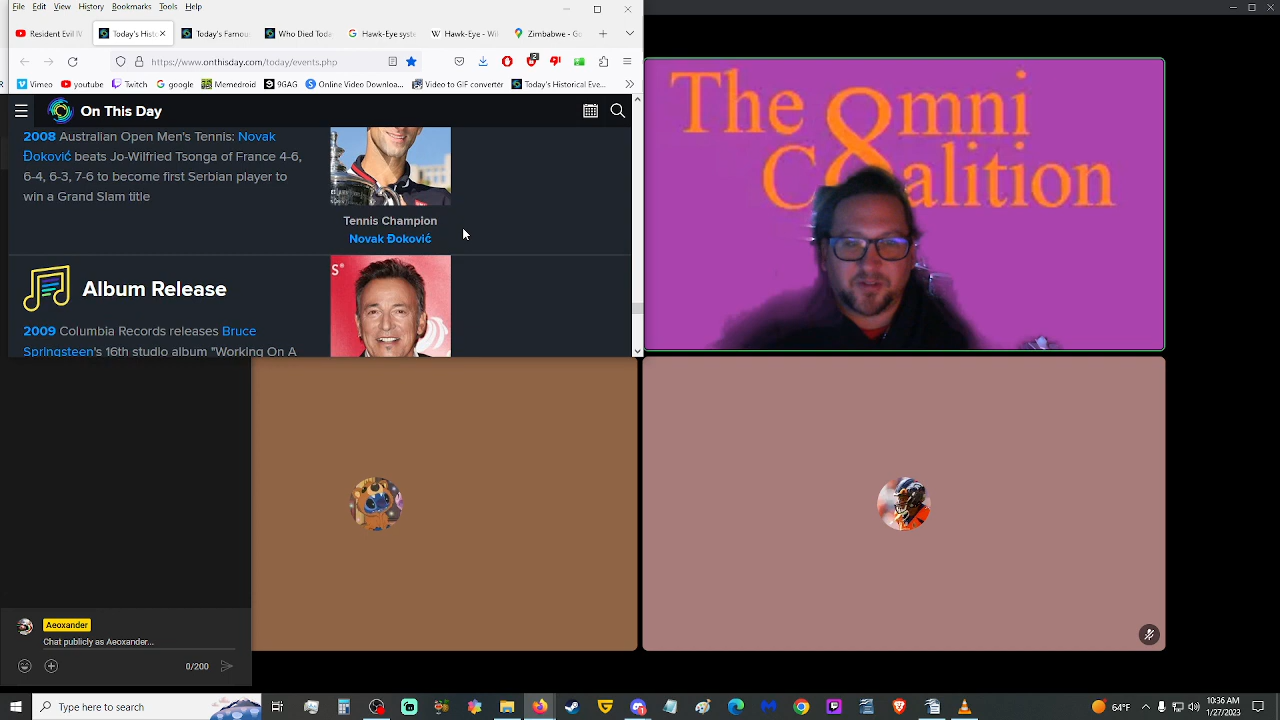 File Edit View History Bookmarks Tools Help
Resident Evil IV
Today's Histo
Today's Famou
Who Died Toda
Hawk-Eye syste
Hawk-Eye - Wi
Zimbabwe - Go
https://www.onthisday.com/today/events.php
Vimeo
youtube
Twitch
google
Memedroid
9GAG
Online Video Downl...
Video to GIF converter
Today's Historical Eve...
On This Day
2008 Australian Open Men's Tennis: Novak
Đoković beats Jo-Wilfried Tsonga of France 4-6,
6-4, 6-3, 7-6 to become first Serbian player to
win a Grand Slam title
Tennis Champion
Novak Đoković
Album Release
2009 Columbia Records releases Bruce
Springsteen's 16th studio album "Working On A
The Omni
Coalition
Aeoxander
Chat publicly as Aeoxander...
0/200
Type here to search
64°F
10:36 AM
1/27/2023